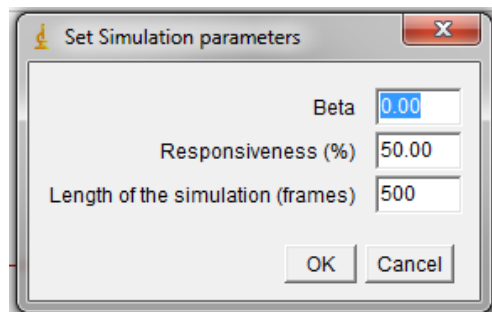 Set Simulation parameters
Beta 0.00
Responsiveness (%) 50.00
Length of the simulation (frames) 500
OK Cancel